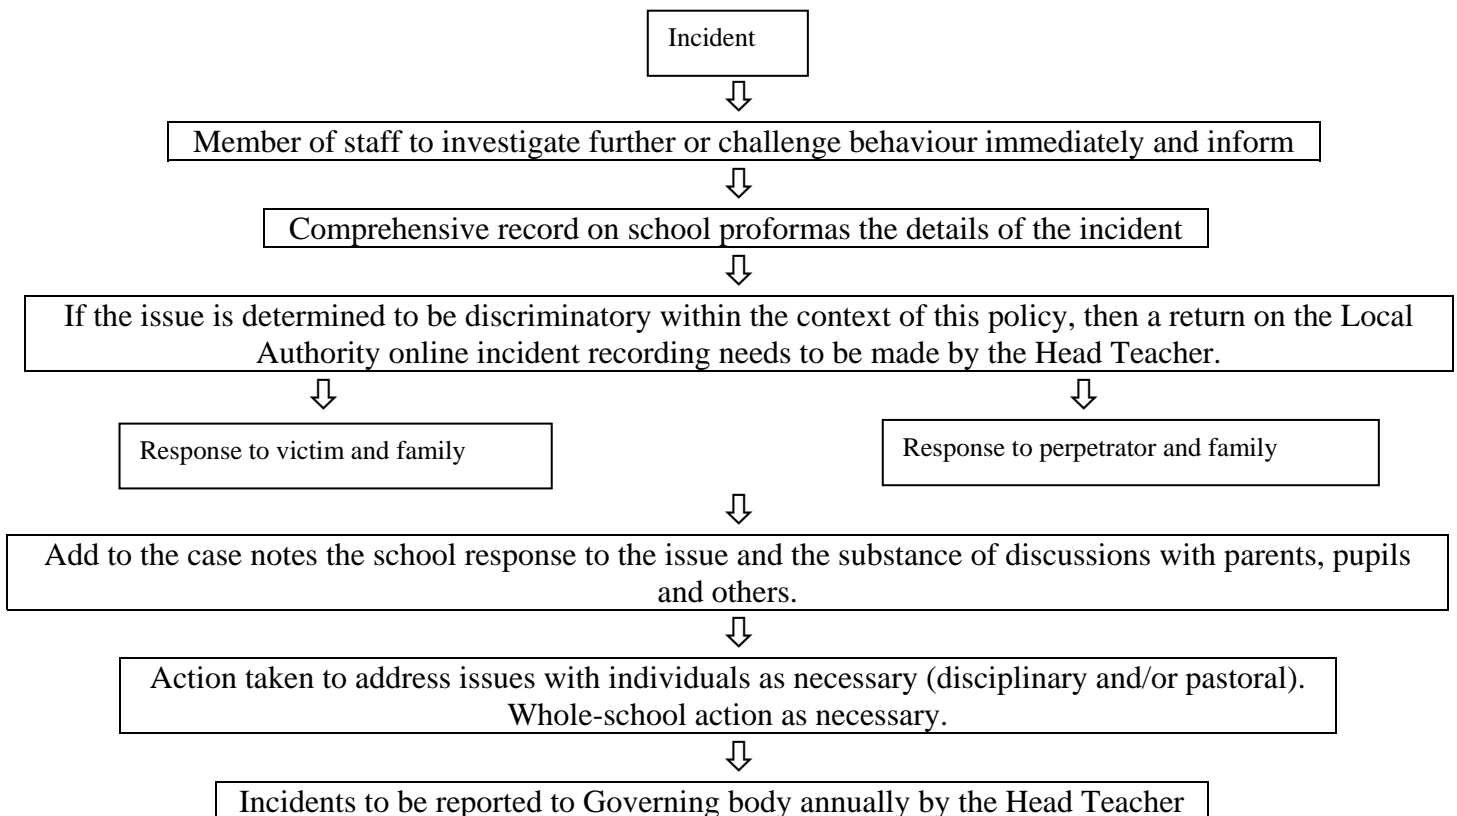 Incident
Member of staff to investigate further or challenge behaviour immediately and inform
Comprehensive record on school proformas the details of the incident
If the issue is determined to be discriminatory within the context of this policy, then a return on the Local
Authority online incident recording needs to be made by the Head Teacher.
Response to victim and family
Response to perpetrator and family
Add to the case notes the school response to the issue and the substance of discussions with parents, pupils
and others.
Action taken to address issues with individuals as necessary (disciplinary and/or pastoral).
Whole-school action as necessary.
Incidents to be reported to Governing body annually by the Head Teacher